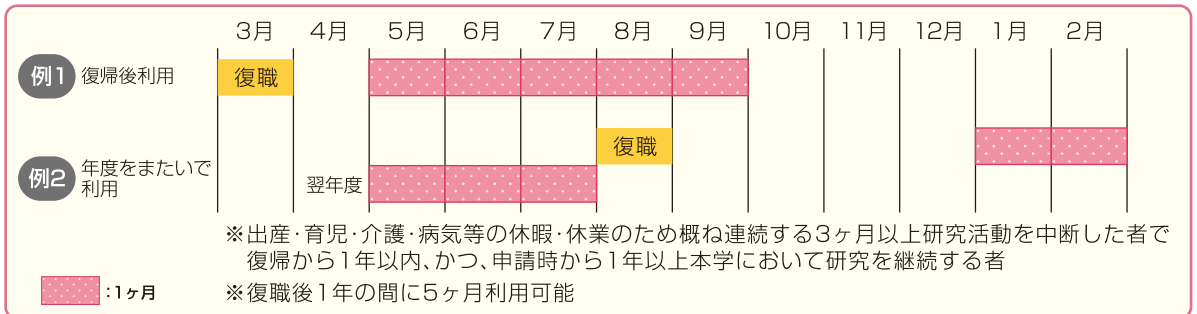 3月 4月 5月 6月 7月 8月 9月 10月 11月 12月 1月 2月
例1 復帰後利用 復職
復職
例2 年度をまたいで
利用
翌年度
※出産・育児・介護・病気等の休暇・休業のため概ね連続する3ヶ月以上研究活動を中断した者で
復帰から1年以内、かつ、申請時から1年以上本学において研究を継続する者
:1ヶ月
※復職後1年の間に5ヶ月利用可能